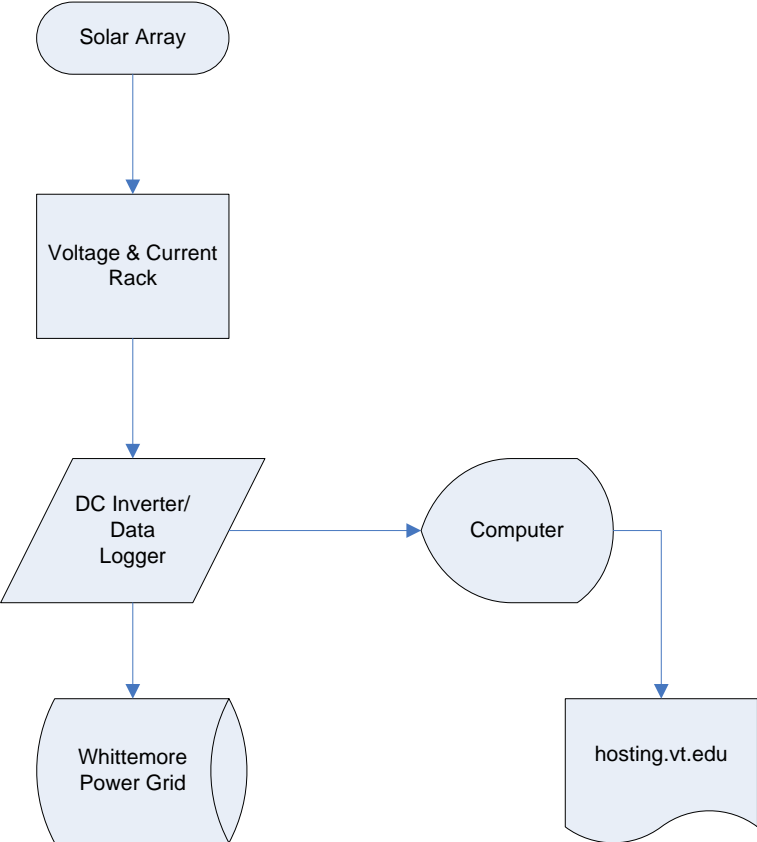 Solar Array
Voltage & Current
Rack
DC Inverter/
Data
Logger
Computer
Whittemore
Power Grid
hosting.vt.edu